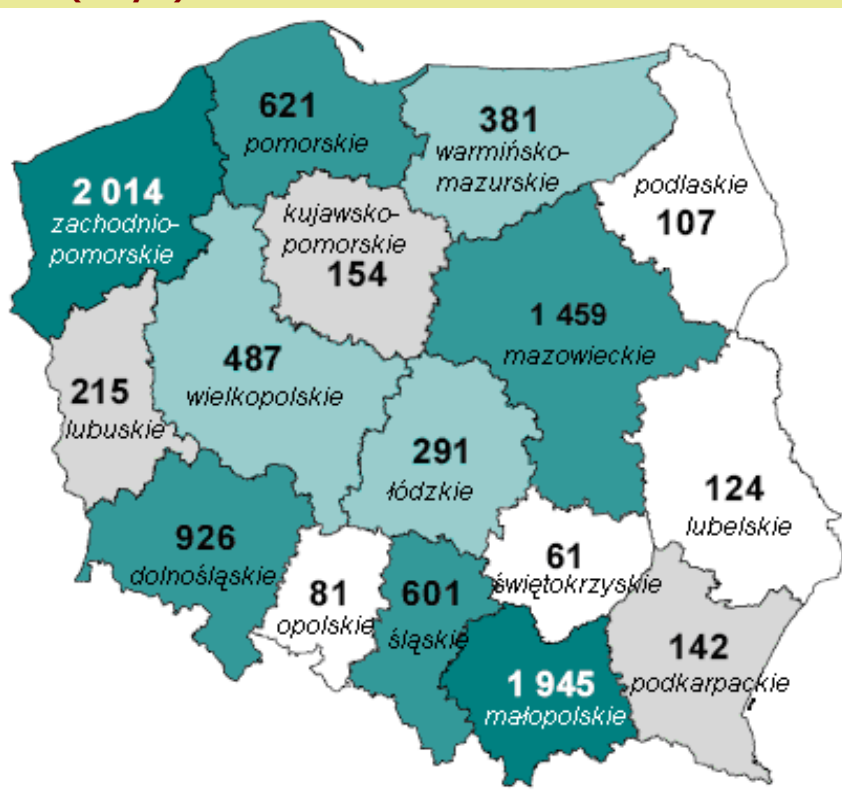 621
pomorskie
381
warmińsko-
mazurskie
2 014
zachodnio-
pomorskie
kujawsko-
pomorskie
154
podlaskie
107
1 459
mazowieckie
487
wielkopolskie
215
lubuskie
291
łódzkie
124
lubelskie
926
dolnośląskie
81
opolskie
601
śląskie
61
świętokrzyskie
142
podkarpackie
1 945
małopolskie